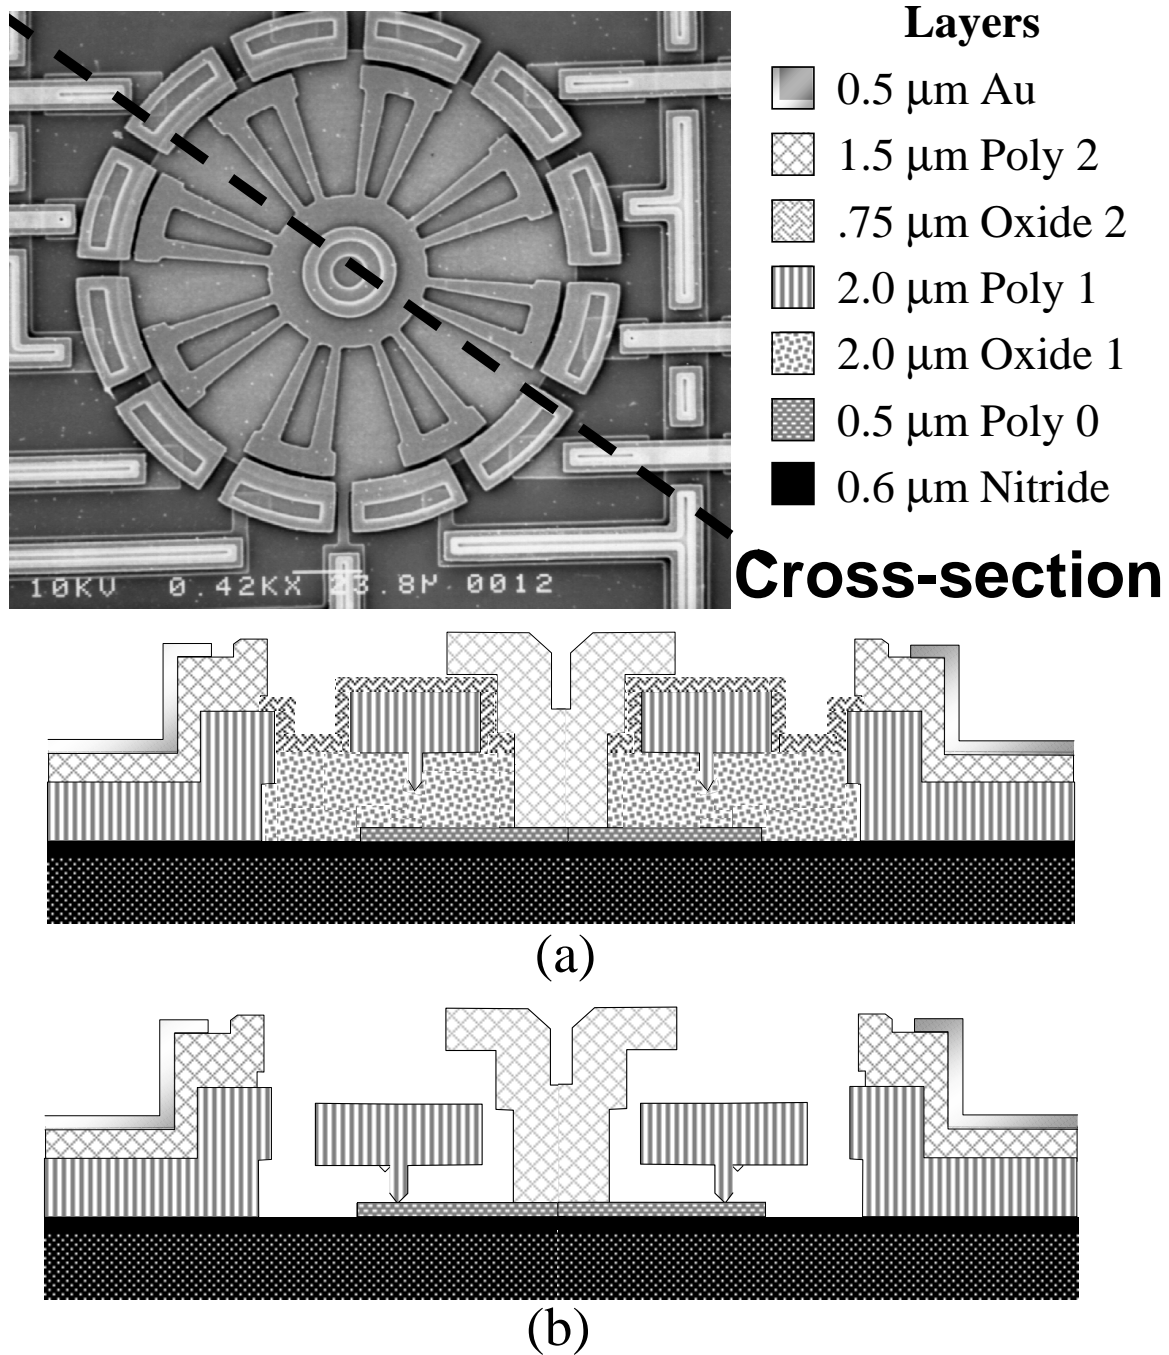 Layers
0.5 μm Au
1.5 μm Poly 2
.75 μm Oxide 2
2.0 μm Poly 1
2.0 μm Oxide 1
0.5 μm Poly 0
0.6 μm Nitride
Cross-section
10KV 0.42KX 23.8μ 0012
(a)
(b)